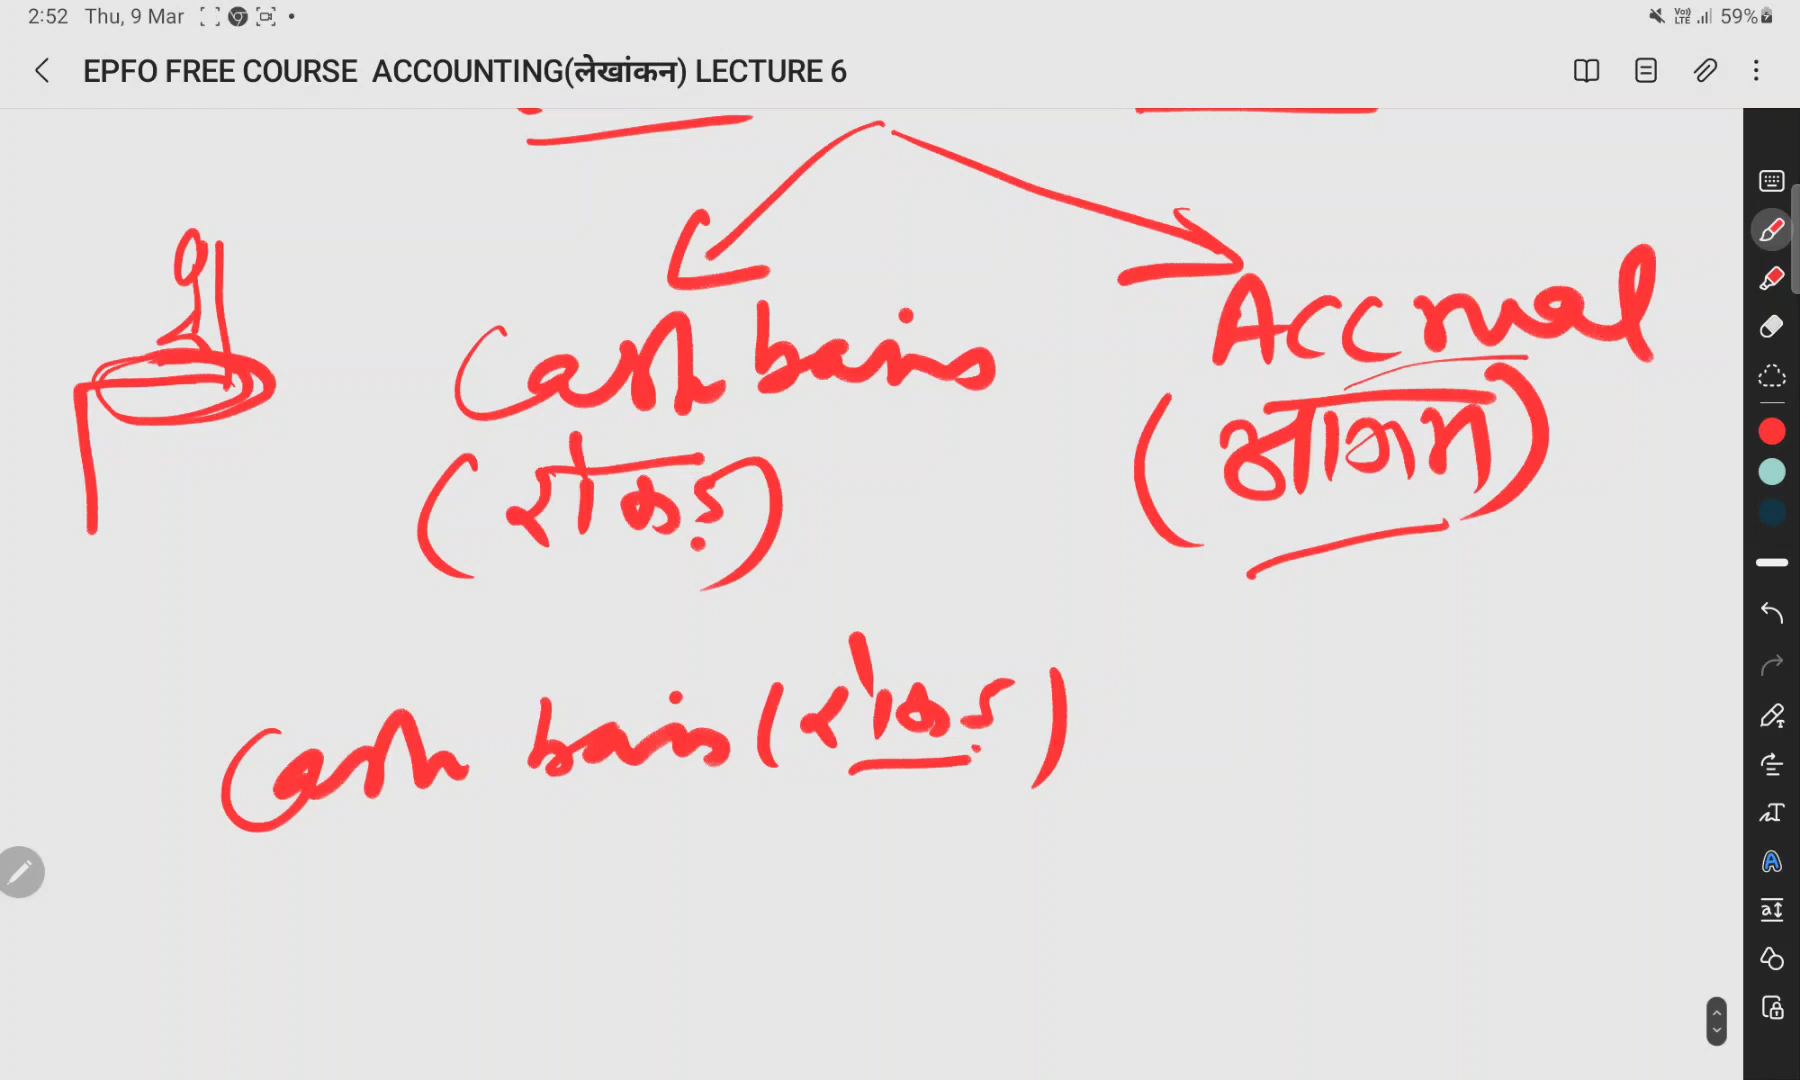 2:52 Thu, 9 Mar
VoLTE 59%
EPFO FREE COURSE ACCOUNTING(लेखांकन) LECTURE 6
Cash basis
Accrual
(रोकड़)
(आगम)
Cash basis (रोकड़)